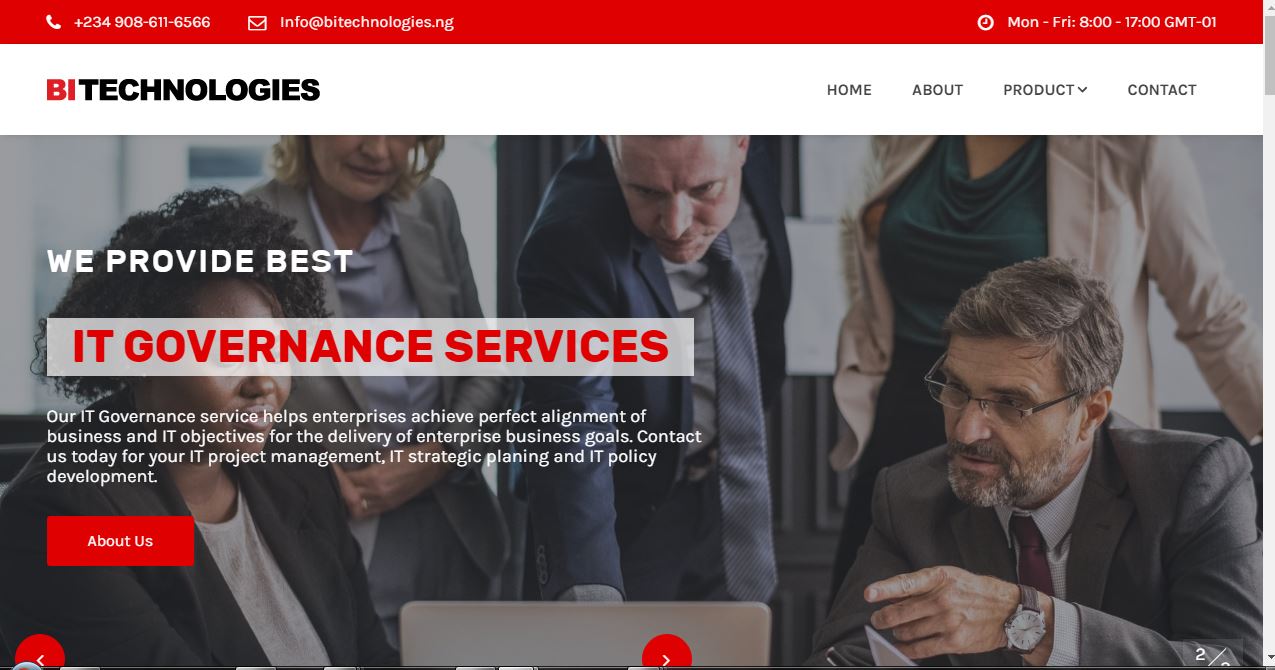 +234 908-611-6566
Info@bitechnologies.ng
Mon - Fri: 8:00 - 17:00 GMT-01
BITECHNOLOGIES
HOME
ABOUT
PRODUCT
CONTACT
WE PROVIDE BEST
IT GOVERNANCE SERVICES
Our IT Governance service helps enterprises achieve perfect alignment of
business and IT objectives for the delivery of enterprise business goals. Contact
us today for your IT project management, IT strategic planing and IT policy
development.
About Us
2